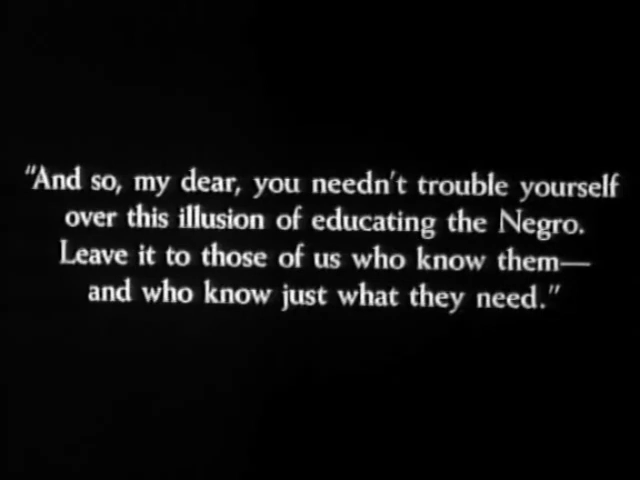 "And so, my dear, you needn't trouble yourself
over this illusion of educating the Negro.
Leave it to those of us who know them—
and who know just what they need."